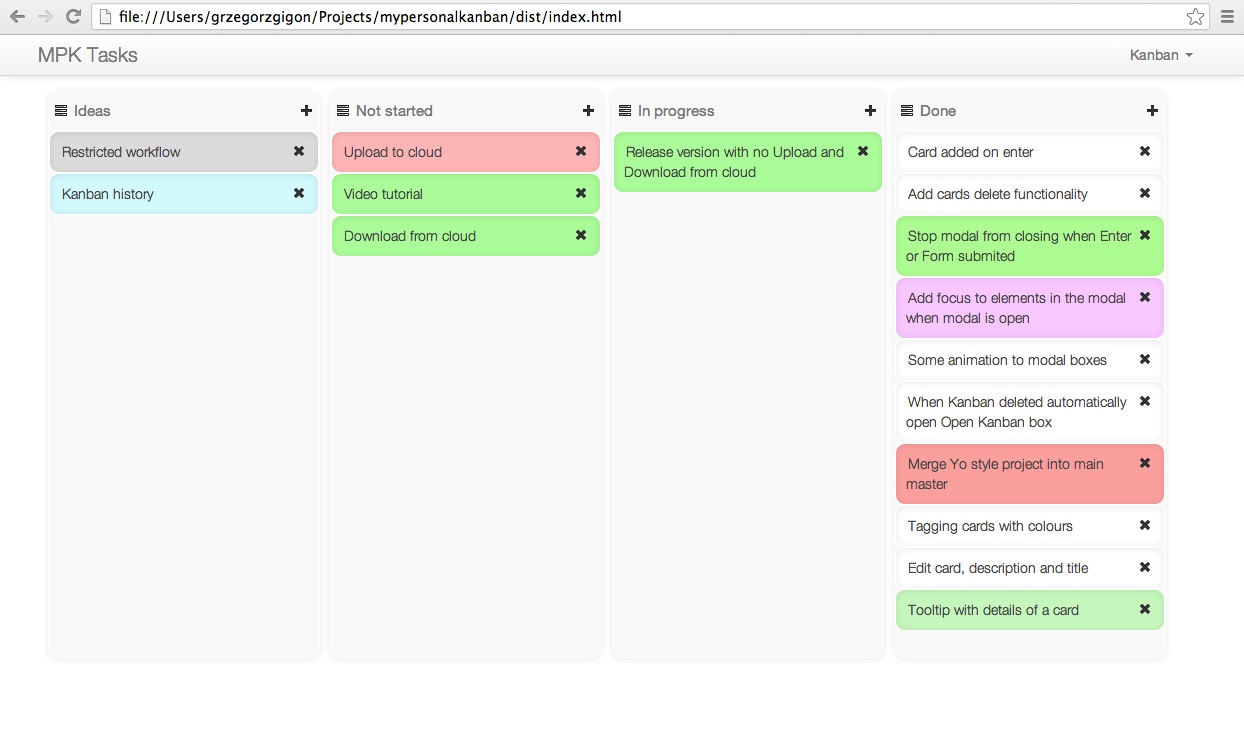 file:///Users/grzegorzgigon/Projects/mypersonalkanban/dist/index.html
MPK Tasks
Kanban
Ideas
Restricted workflow
Kanban history
Not started
Upload to cloud
Video tutorial
Download from cloud
In progress
Release version with no Upload and
Download from cloud
Done
Card added on enter
Add cards delete functionality
Stop modal from closing when Enter
or Form submited
Add focus to elements in the modal
when modal is open
Some animation to modal boxes
When Kanban deleted automatically
open Open Kanban box
Merge Yo style project into main
master
Tagging cards with colours
Edit card, description and title
Tooltip with details of a card